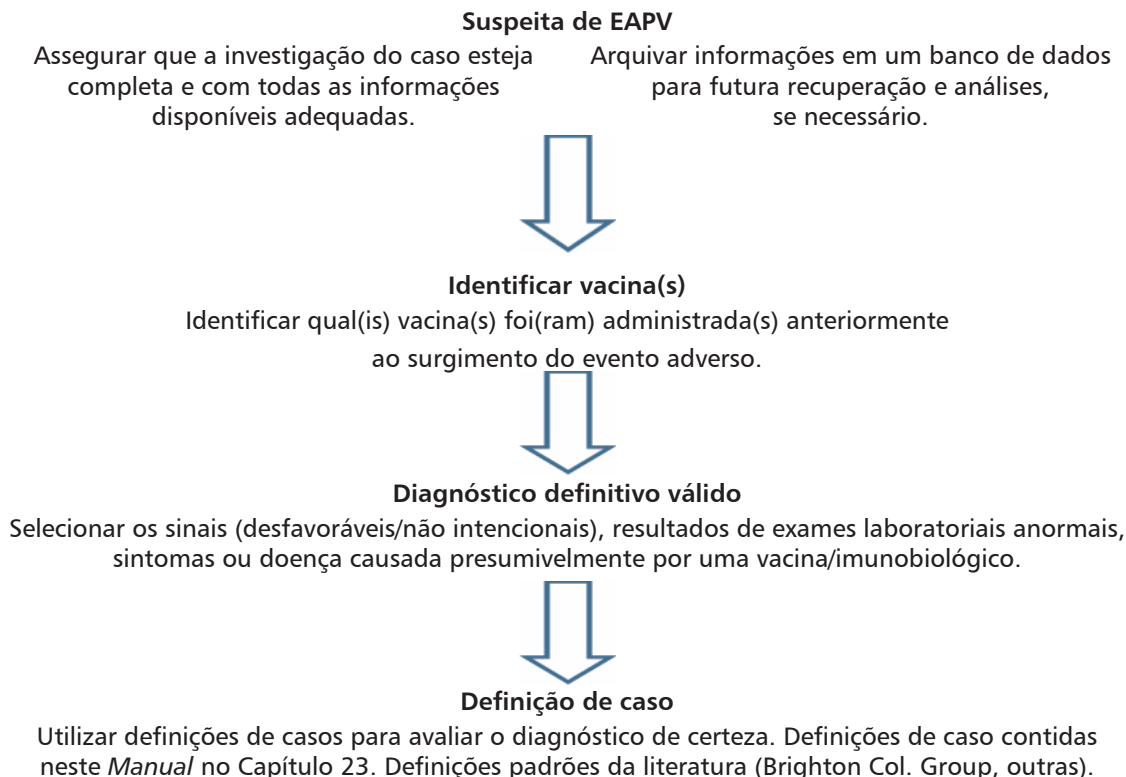 Suspeita de EAPV
Assegurar que a investigação do caso esteja
completa e com todas as informações
disponíveis adequadas.
Arquivar informações em um banco de dados
para futura recuperação e análises,
se necessário.
Identificar vacina(s)
Identificar qual(is) vacina(s) foi(ram) administrada(s) anteriormente
ao surgimento do evento adverso.
Diagnóstico definitivo válido
Selecionar os sinais (desfavoráveis/não intencionais), resultados de exames laboratoriais anormais,
sintomas ou doença causada presumivelmente por uma vacina/imunobiológico.
Definição de caso
Utilizar definições de casos para avaliar o diagnóstico de certeza. Definições de caso contidas
neste Manual no Capítulo 23. Definições padrões da literatura (Brighton Col. Group, outras).